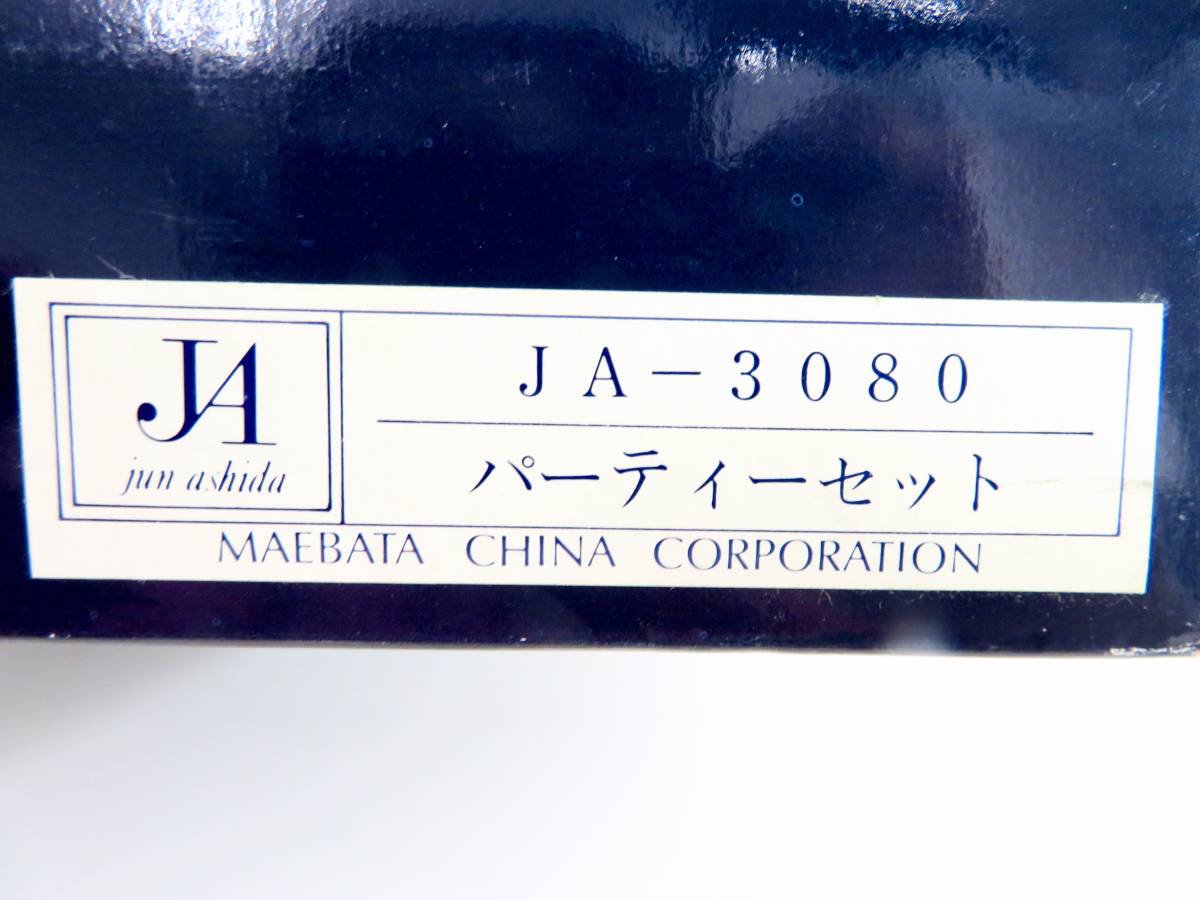 JA
jun ashida
JA-3080
パーティーセット
MAEBATA CHINA CORPORATION